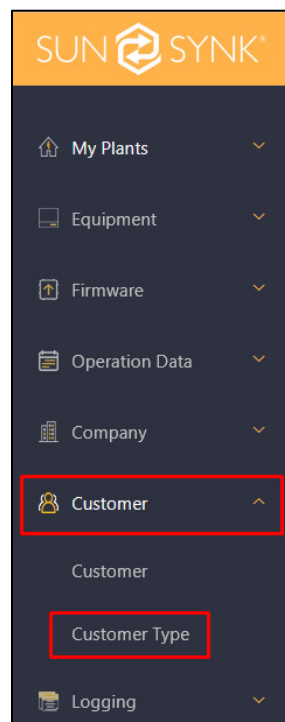 SUN SYNK®
My Plants
Equipment
Firmware
Operation Data
Company
Customer
Customer
Customer Type
Logging